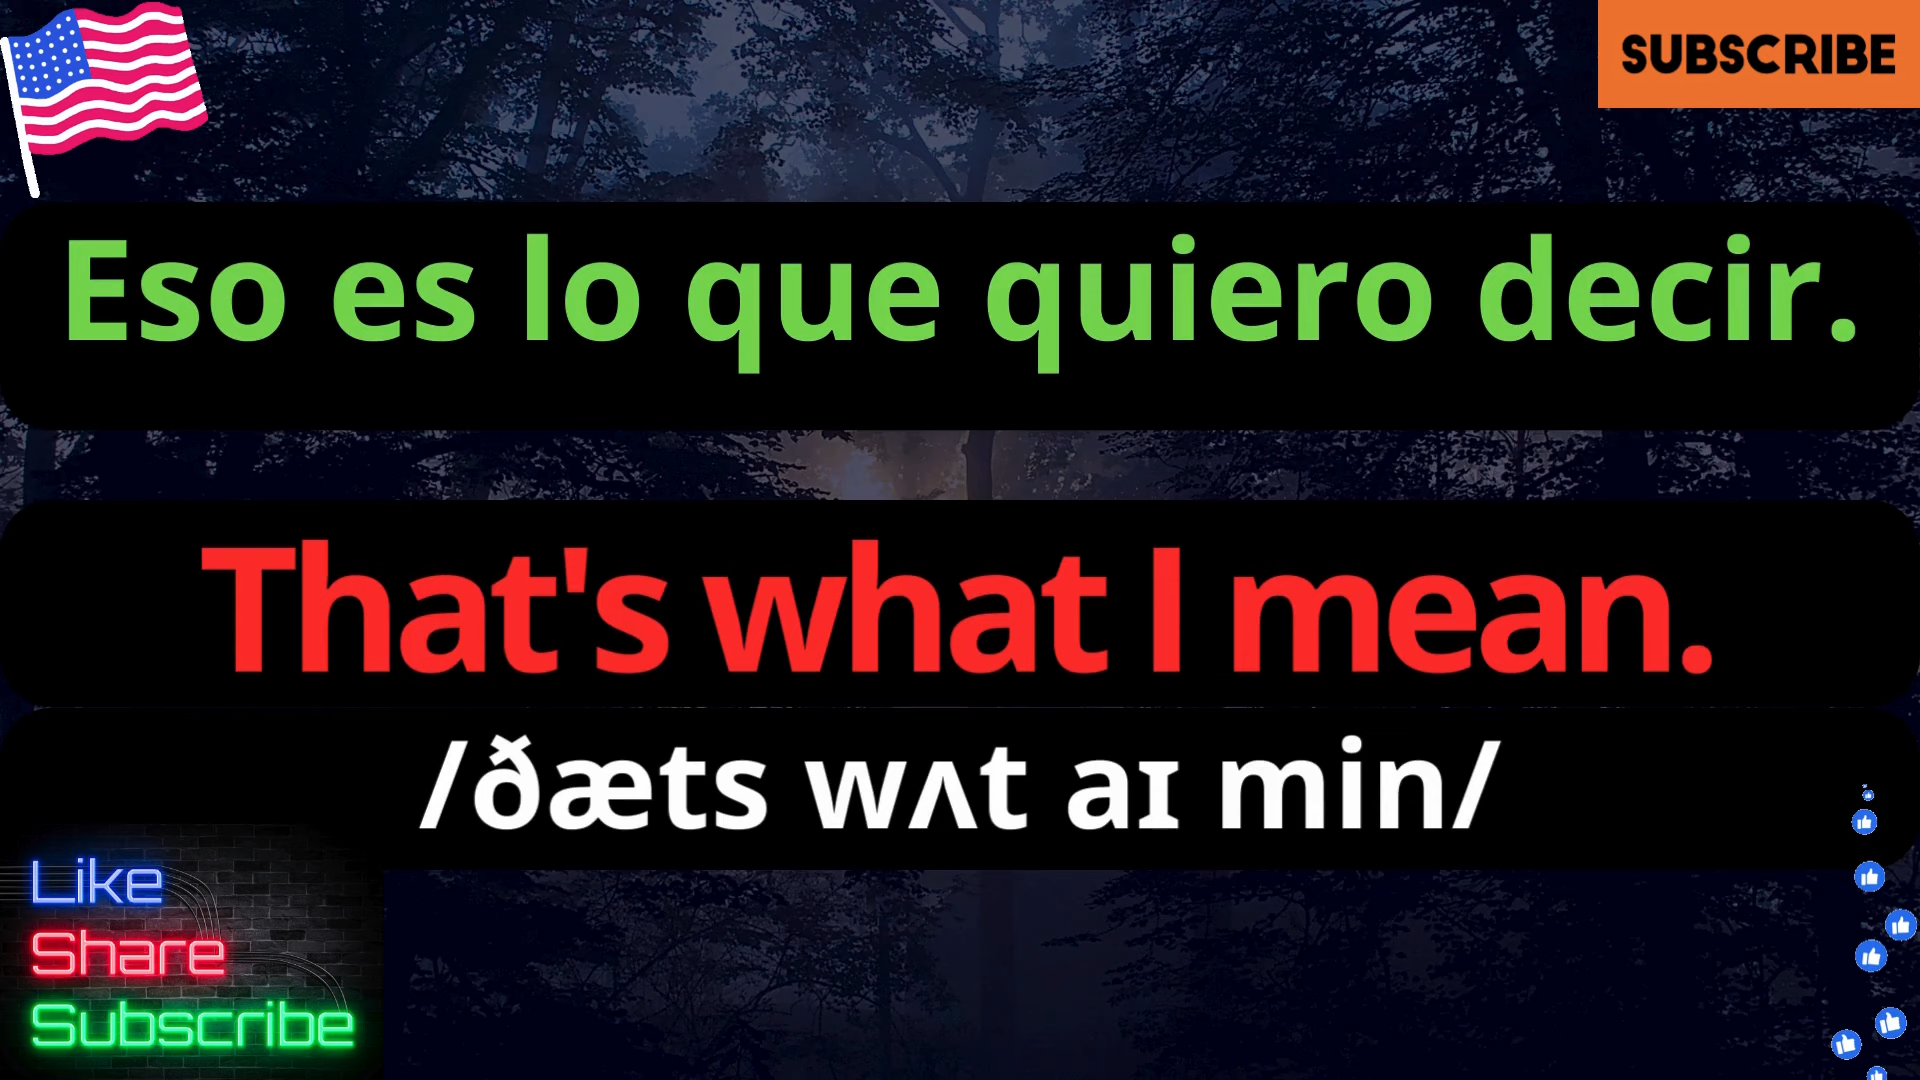 SUBSCRIBE
Eso es lo que quiero decir.
That's what I mean.
/ðæts wʌt aɪ min/
Like
Share
Subscribe